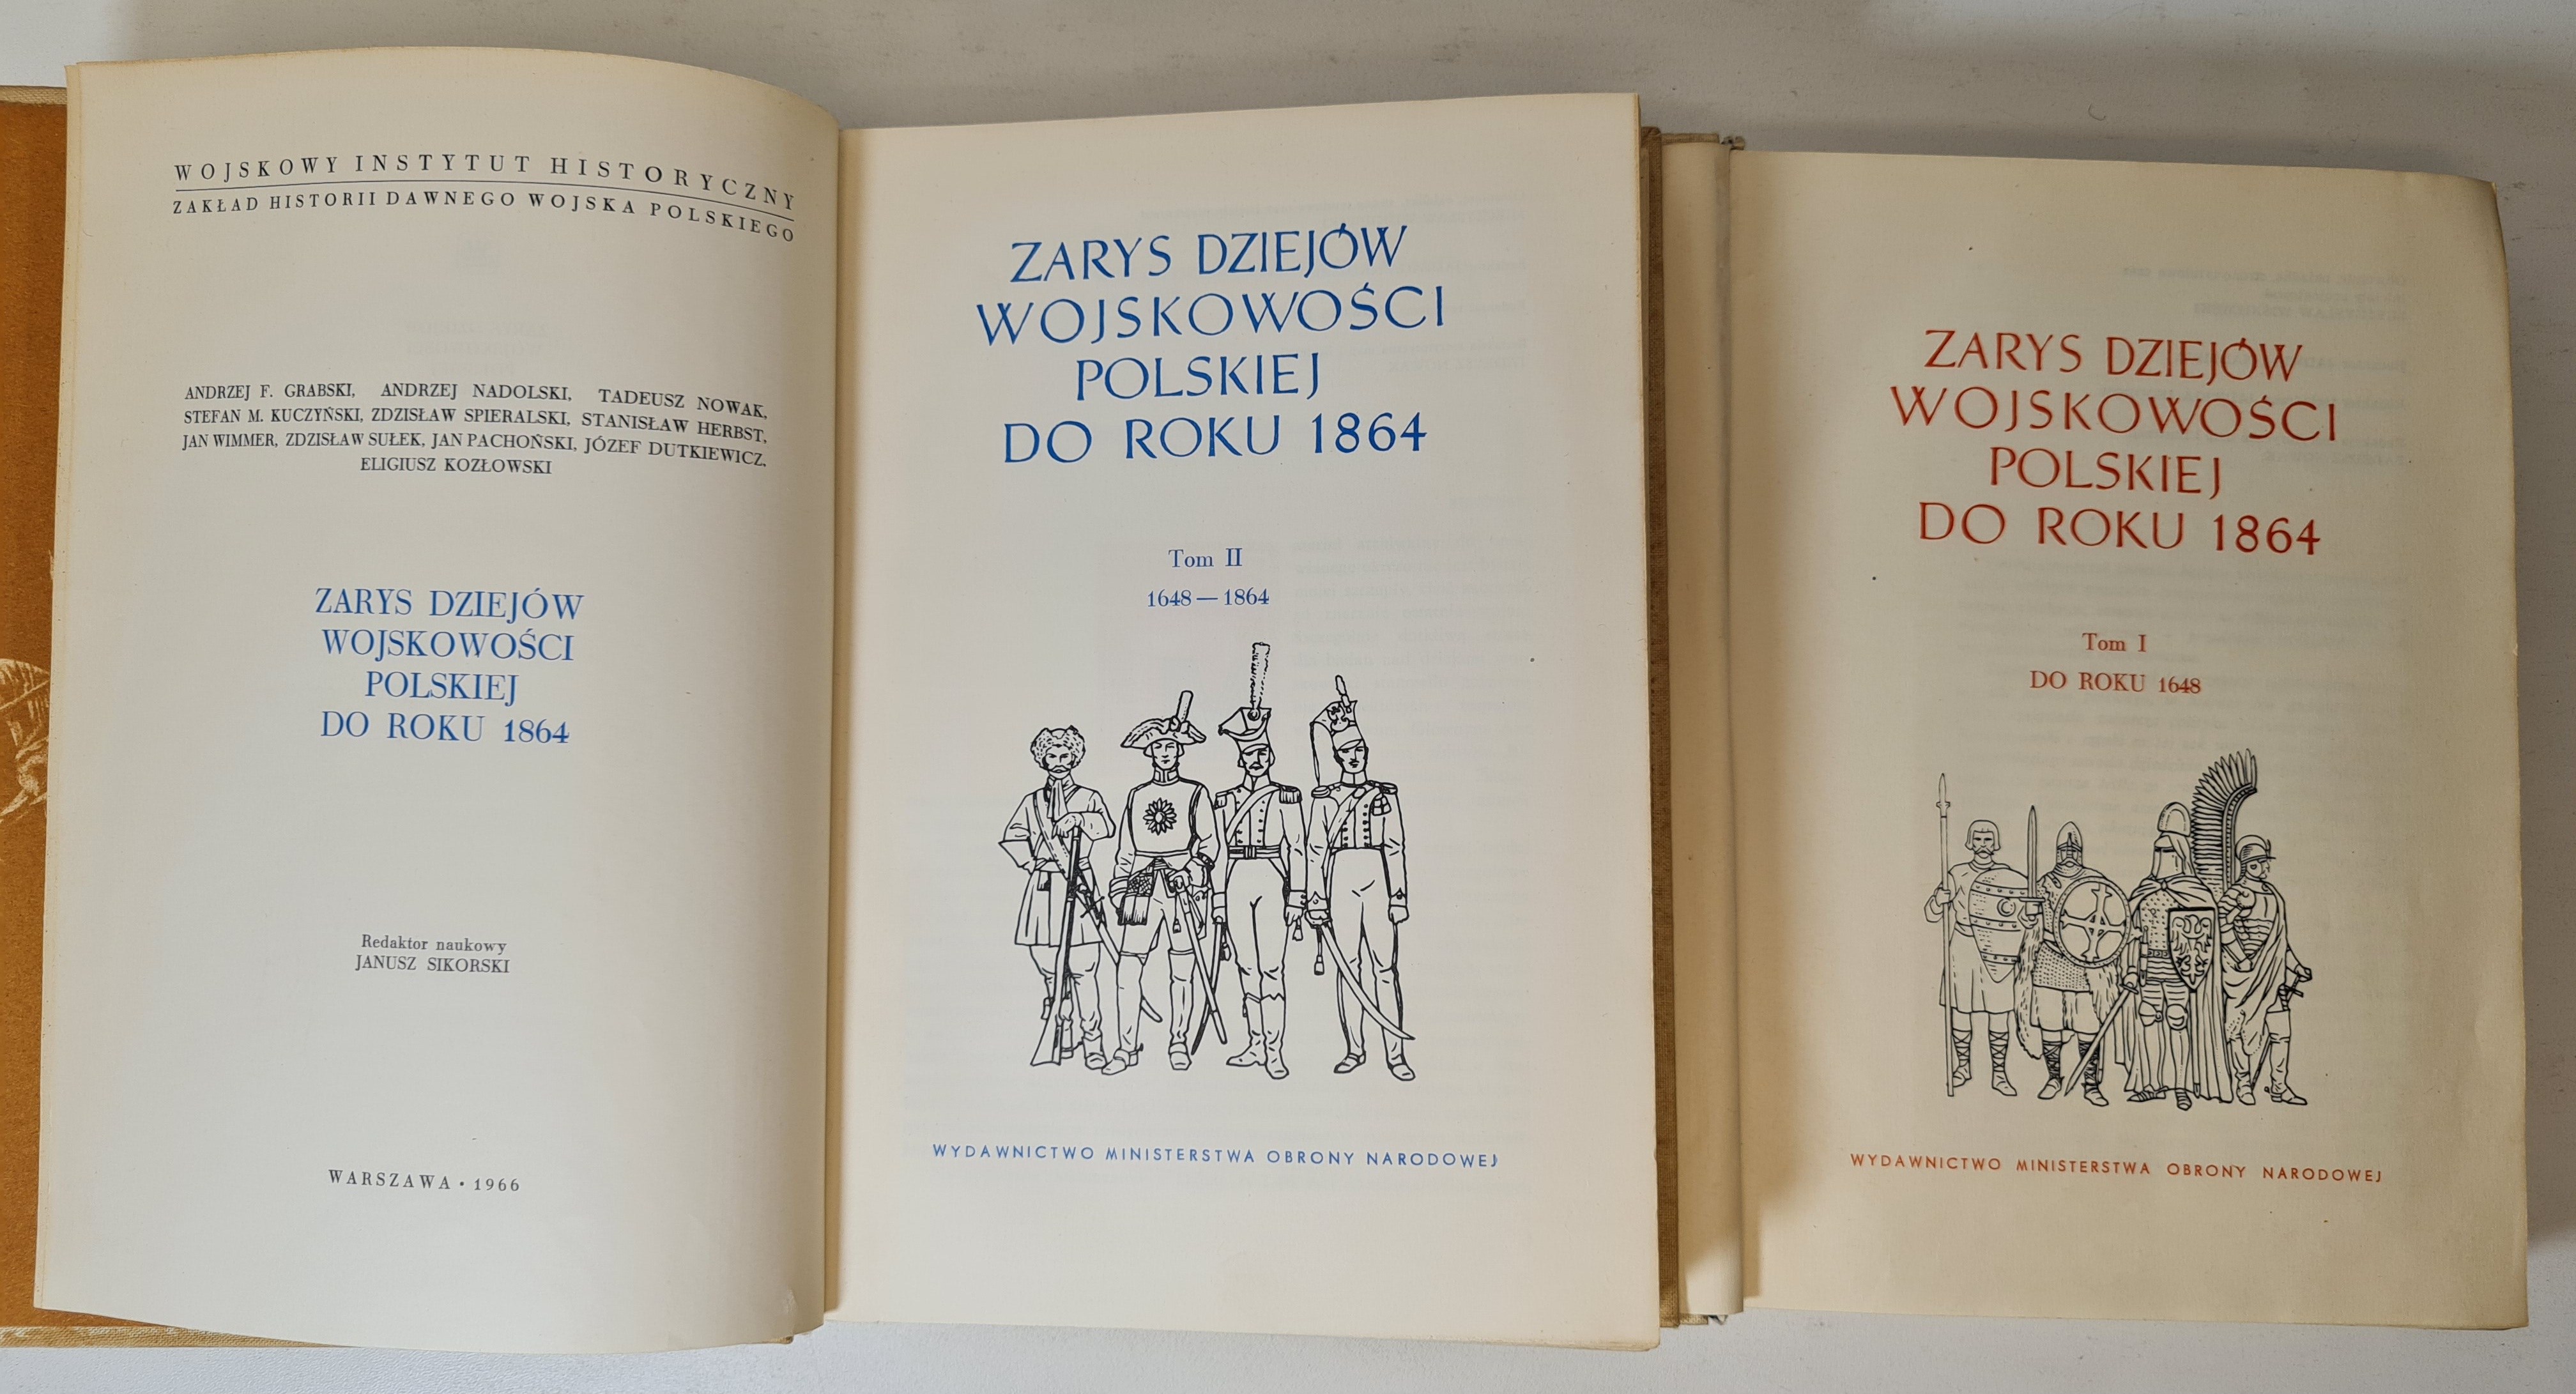 WOJSKOWY INSTYTUT HISTORYCZNY
ZAKŁAD HISTORII DAWNEGO WOJSKA POLSKIEGO
ANDRZEJ F. GRABSKI, ANDRZEJ NADOLSKI, TADEUSZ NOWAK,
STEFAN M. KUCZYŃSKI, ZDZISŁAW SPIERALSKI, STANISŁAW HERBST,
JAN WIMMER, ZDZISŁAW SUŁEK, JAN PACHOŃSKI, JÓZEF DUTKIEWICZ,
ELIGIUSZ KOZŁOWSKI
ZARYS DZIEJÓW
WOJSKOWOŚCI
POLSKIEJ
DO ROKU 1864
Redaktor naukowy
JANUSZ SIKORSKI
WARSZAWA • 1966
ZARYS DZIEJÓW
WOJSKOWOŚCI
POLSKIEJ
DO ROKU 1864
Tom II
1648 — 1864
WYDAWNICTWO MINISTERSTWA OBRONY NARODOWEJ
ZARYS DZIEJÓW
WOJSKOWOŚCI
POLSKIEJ
DO ROKU 1864
Tom I
DO ROKU 1648
WYDAWNICTWO MINISTERSTWA OBRONY NARODOWEJ